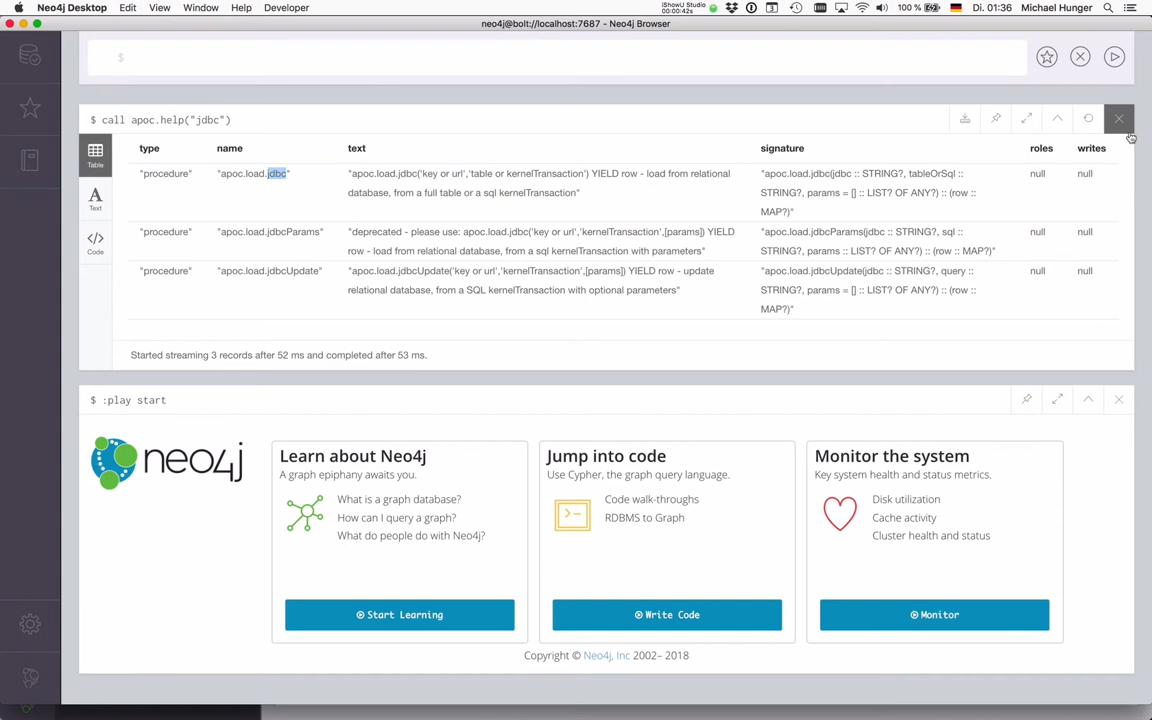 Neo4j Desktop Edit View Window Help Developer iShowU Studio 00:00:42s 100 % Di. 01:36 Michael Hunger
neo4j@bolt://localhost:7687 - Neo4j Browser
$
$ call apoc.help("jdbc")
Table
Text
Code
type name text signature roles writes
"procedure" "apoc.load.jdbc" "apoc.load.jdbc('key or url','table or kernelTransaction') YIELD row - load from relational "apoc.load.jdbc(jdbc :: STRING?, tableOrSql :: null null
database, from a full table or a sql kernelTransaction" STRING?, params = [] :: LIST? OF ANY?) :: (row ::
MAP?)"
"procedure" "apoc.load.jdbcParams" "deprecated - please use: apoc.load.jdbc('key or url','kernelTransaction',[params]) YIELD "apoc.load.jdbcParams(jdbc :: STRING?, sql :: null null
row - load from relational database, from a sql kernelTransaction with parameters" STRING?, params :: LIST? OF ANY?) :: (row :: MAP?)"
"procedure" "apoc.load.jdbcUpdate" "apoc.load.jdbcUpdate('key or url','kernelTransaction',[params]) YIELD row - update "apoc.load.jdbcUpdate(jdbc :: STRING?, query :: null null
relational database, from a SQL kernelTransaction with optional parameters" STRING?, params = [] :: LIST? OF ANY?) :: (row ::
MAP?)"
Started streaming 3 records after 52 ms and completed after 53 ms.
$ :play start
neo4j
Learn about Neo4j
A graph epiphany awaits you.
What is a graph database?
How can I query a graph?
What do people do with Neo4j?
Start Learning
Jump into code
Use Cypher, the graph query language.
Code walk-throughs
RDBMS to Graph
Write Code
Monitor the system
Key system health and status metrics.
Disk utilization
Cache activity
Cluster health and status
Monitor
Copyright © Neo4j, Inc 2002– 2018